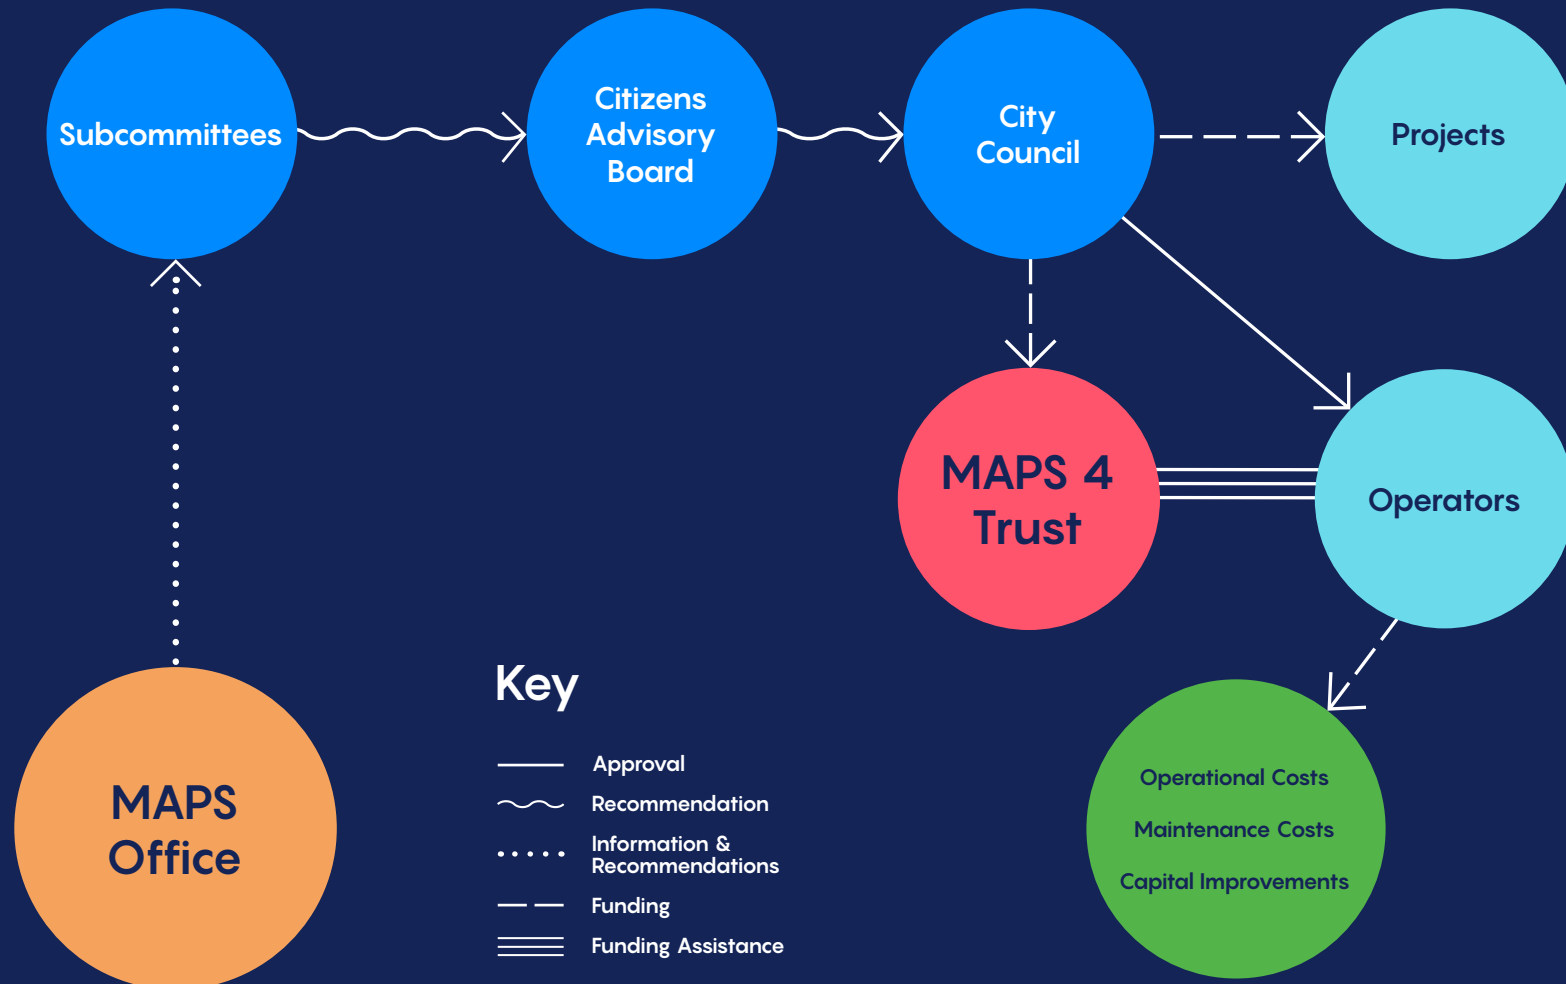 Subcommittees
Citizens
Advisory
Board
City
Council
Projects
MAPS 4
Trust
Operators
MAPS
Office
Key
Approval
Recommendation
Information &
Recommendations
Funding
Funding Assistance
Operational Costs
Maintenance Costs
Capital Improvements